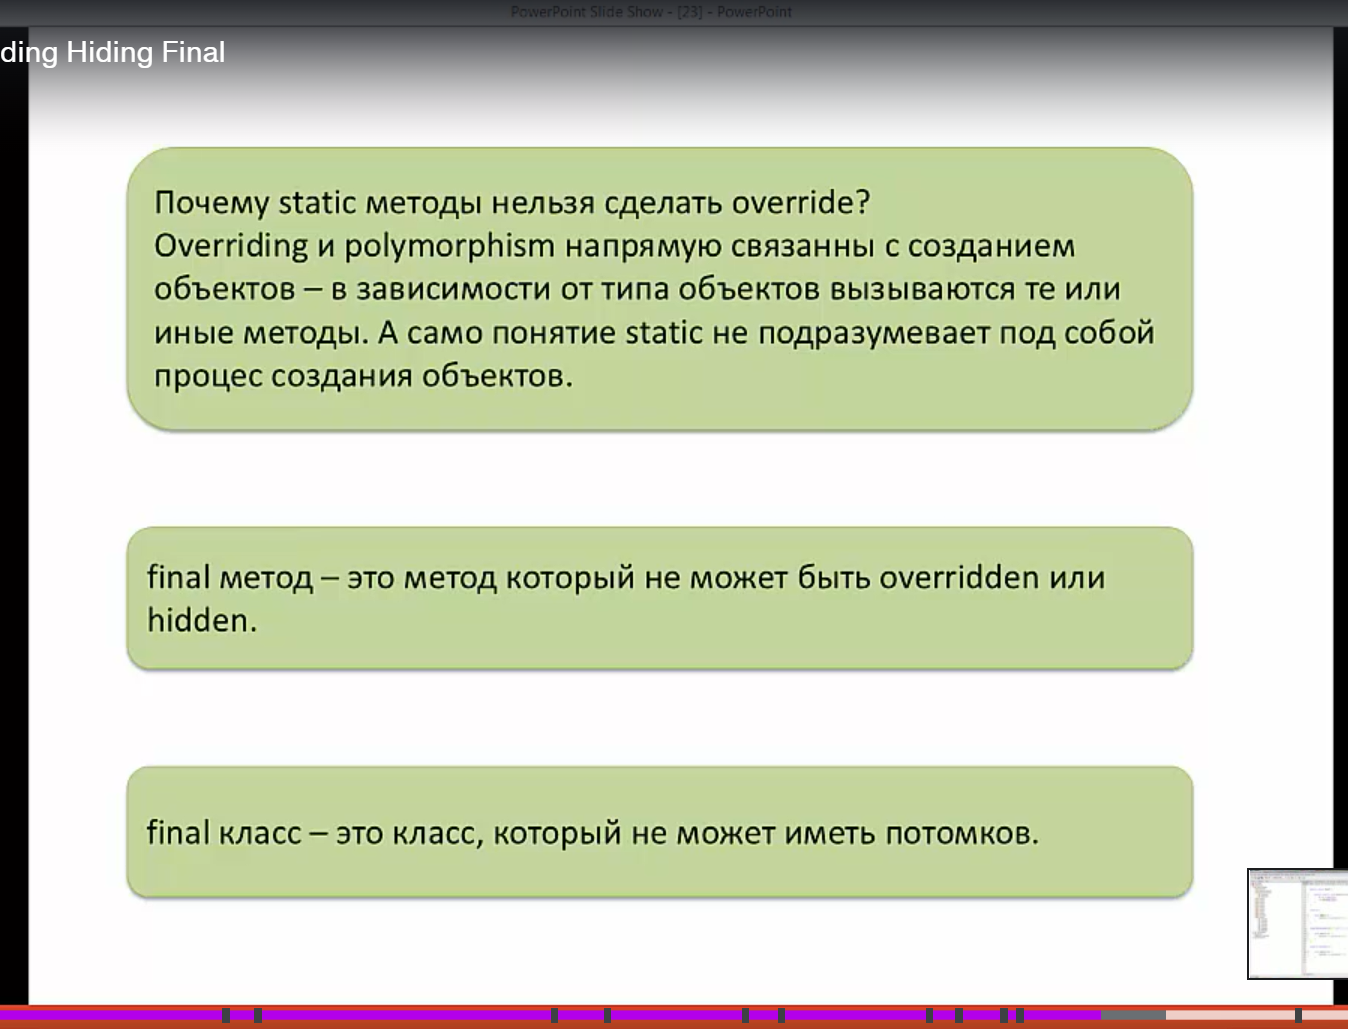 PowerPoint Slide Show - [23] - PowerPoint
ding Hiding Final
Почему static методы нельзя сделать override?
Overriding и polymorphism напрямую связанны с созданием
объектов – в зависимости от типа объектов вызываются те или
иные методы. А само понятие static не подразумевает под собой
процес создания объектов.
final метод – это метод который не может быть overridden или
hidden.
final класс – это класс, который не может иметь потомков.